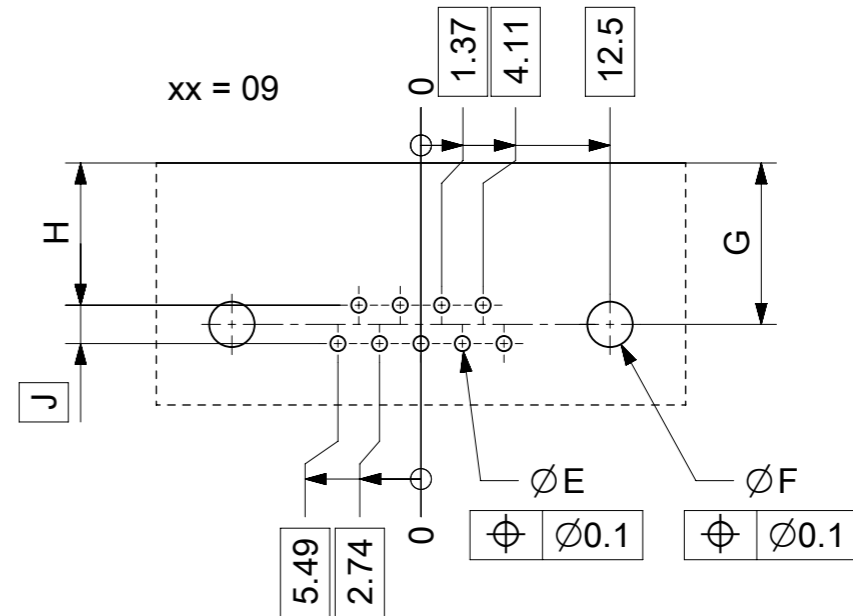 xx = 09
0
1.37
4.11
12.5
H
G
J
ØE
ØF
⌖ Ø0.1
⌖ Ø0.1
5.49
2.74
0